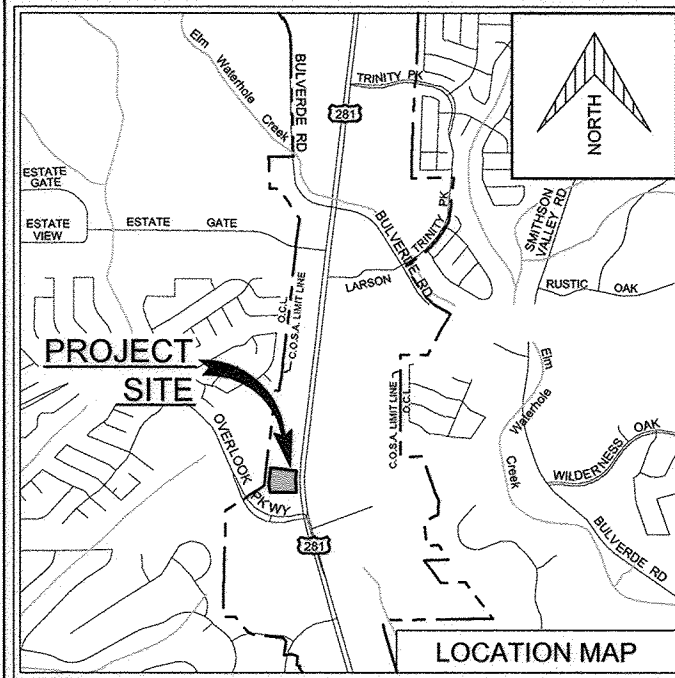 Elm Waterhola Creek
BULVERDE RD
TRINITY PK
281
NORTH
ESTATE
GATE
ESTATE
VIEW
ESTATE GATE
BULVERDE RD
TRINITY PK
SMITHSON
VALLEY RD
LARSON
RUSTIC OAK
O.C.L.
C.O.S.A. LIMIT LINE
PROJECT
SITE
C.O.S.A. LIMIT LINE
O.C.L.
Elm Waterhole Creek
OVERLOOK PKWY
WILDERNESS OAK
BULVERDE RD
281
LOCATION MAP